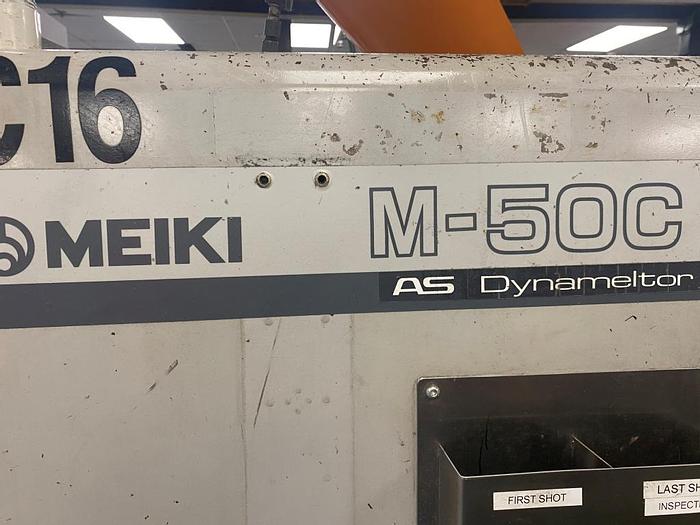 C16
MEIKI
M-50C
AS Dynameltor
FIRST SHOT
LAST SH
INSPECT